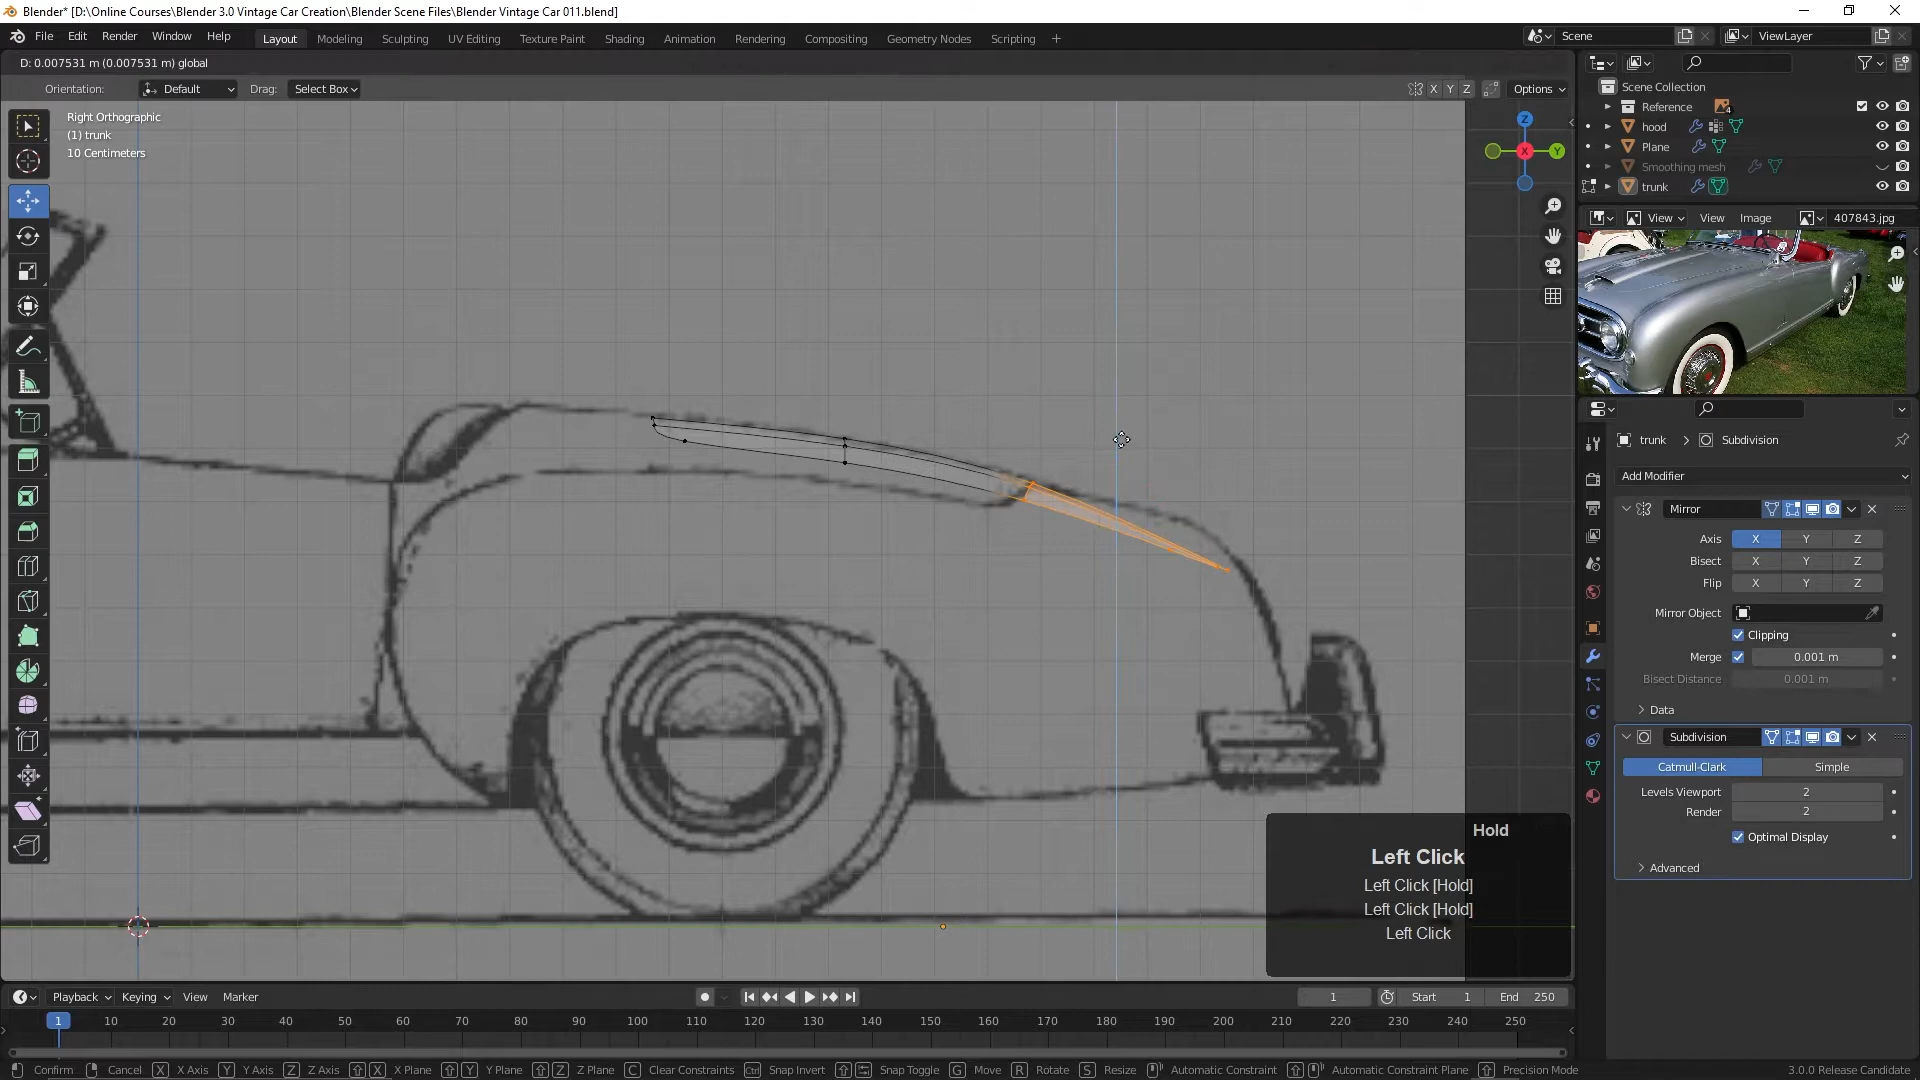 Blender* [D:\Online Courses\Blender 3.0 Vintage Car Creation\Blender Scene Files\Blender Vintage Car 011.blend]
File Edit Render Window Help Layout Modeling Sculpting UV Editing Texture Paint Shading Animation Rendering Compositing Geometry Nodes Scripting + Scene ViewLayer
D: 0.007531 m (0.007531 m) global
Orientation: Default Drag: Select Box X Y Z Options
Right Orthographic
(1) trunk
10 Centimeters
Z
X
Y
Scene Collection
Reference 4
hood
Plane
Smoothing mesh
trunk
View View Image 407843.jpg
trunk > Subdivision
Add Modifier
Mirror
Axis X Y Z
Bisect X Y Z
Flip X Y Z
Mirror Object
Clipping
Merge 0.001 m
Bisect Distance 0.001 m
Data
Subdivision
Catmull-Clark Simple
Levels Viewport 2
Render 2
Optimal Display
Advanced
Hold
Left Click
Left Click [Hold]
Left Click [Hold]
Left Click
Playback Keying View Marker 1 Start 1 End 250
1 10 20 30 40 50 60 70 80 90 100 110 120 130 140 150 160 170 180 190 200 210 220 230 240 250
Confirm Cancel X X Axis Y Y Axis Z Z Axis X X Plane Y Y Plane Z Z Plane C Clear Constraints Ctrl Snap Invert Snap Toggle G Move R Rotate S Resize Automatic Constraint Automatic Constraint Plane Precision Mode 3.0.0 Release Candidate